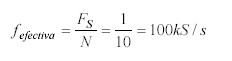 f_efectiva = F_S / N = 1 / 10 = 100kS / s